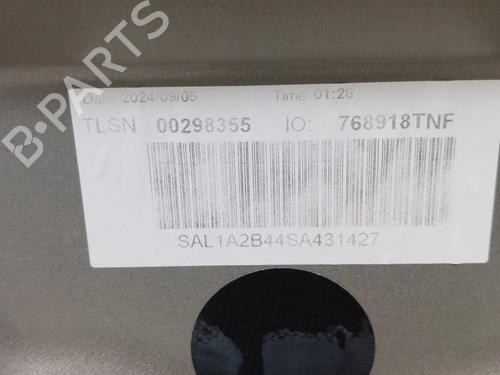 B-PARTS
Date 2024/09/05 Time 01:28
TLSN 00298355 IO: 768918TNF
SAL1A2B44SA431427